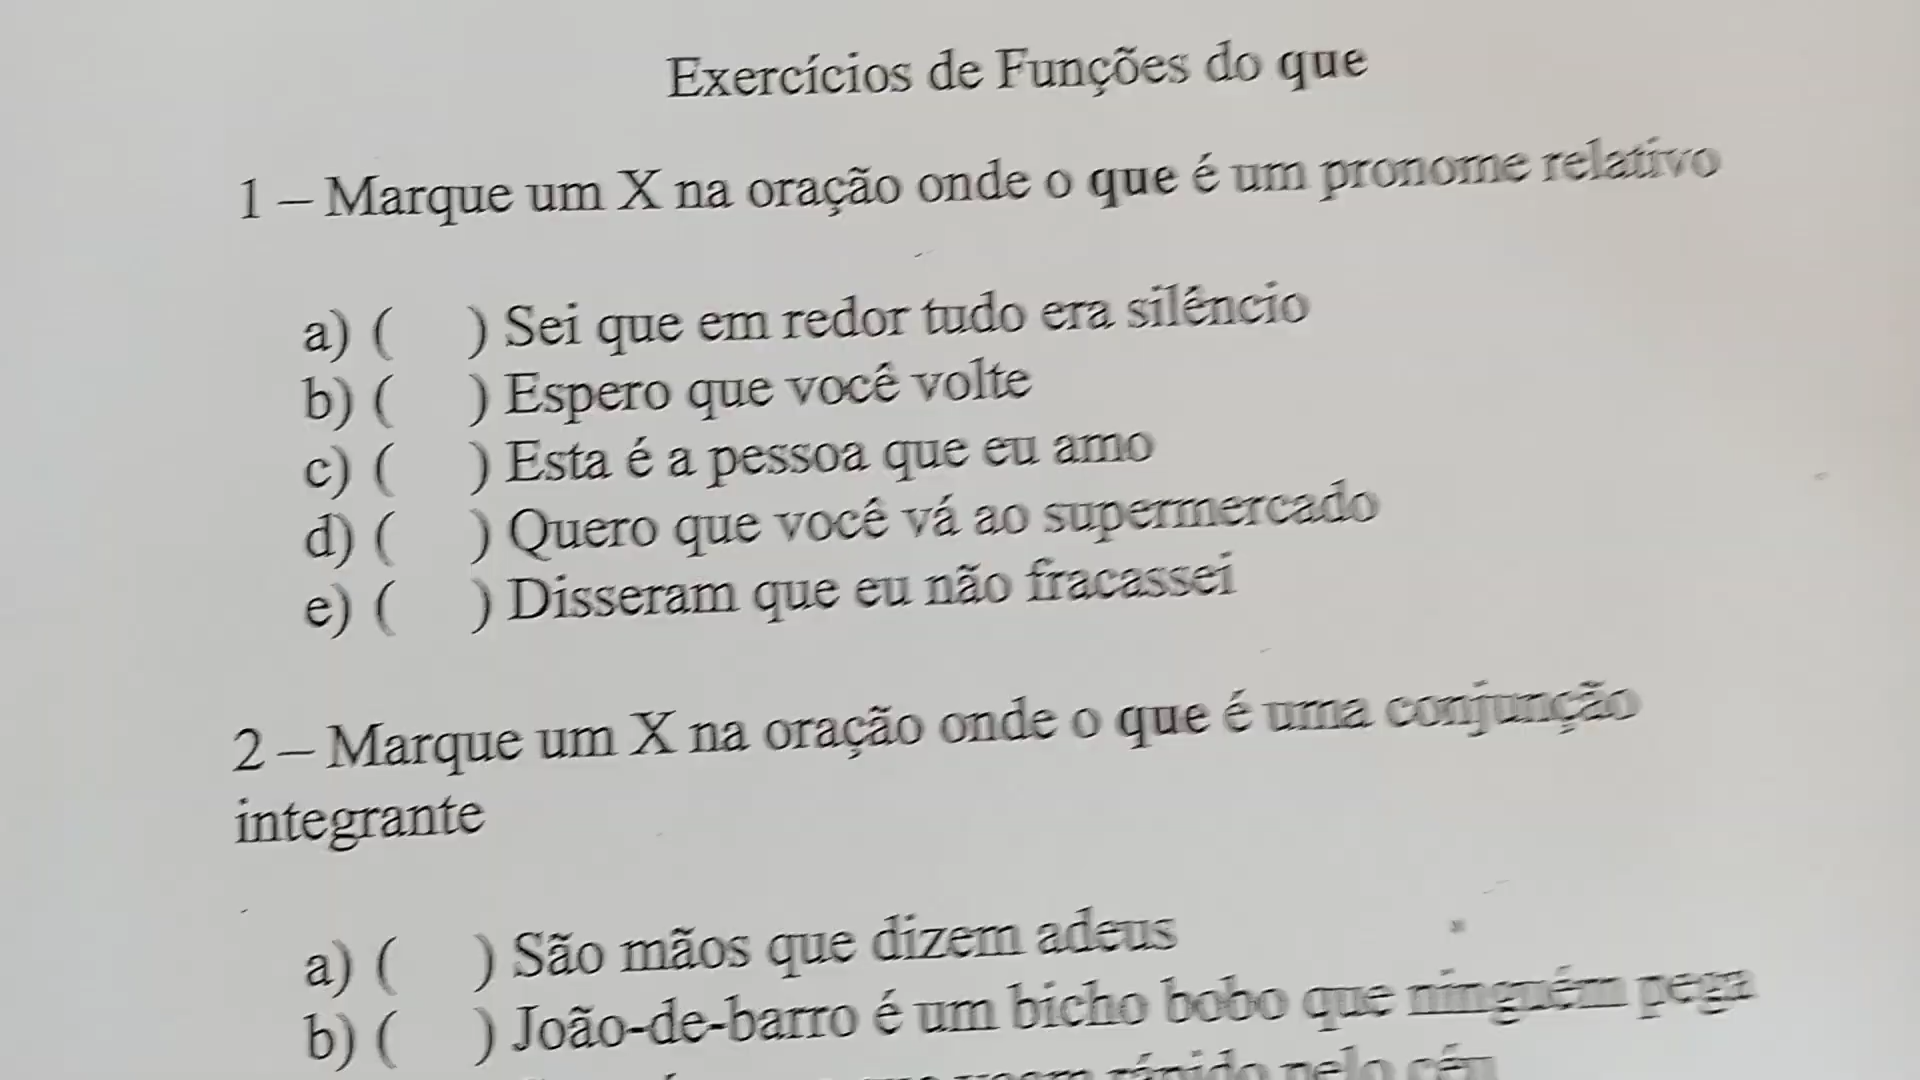 Exercícios de Funções do que
1 – Marque um X na oração onde o que é um pronome relativo
a) (    ) Sei que em redor tudo era silêncio
b) (    ) Espero que você volte
c) (    ) Esta é a pessoa que eu amo
d) (    ) Quero que você vá ao supermercado
e) (    ) Disseram que eu não fracassei
2 – Marque um X na oração onde o que é uma conjunção
integrante
a) (    ) São mãos que dizem adeus
b) (    ) João-de-barro é um bicho bobo que ninguém pega
rápido pelo céu